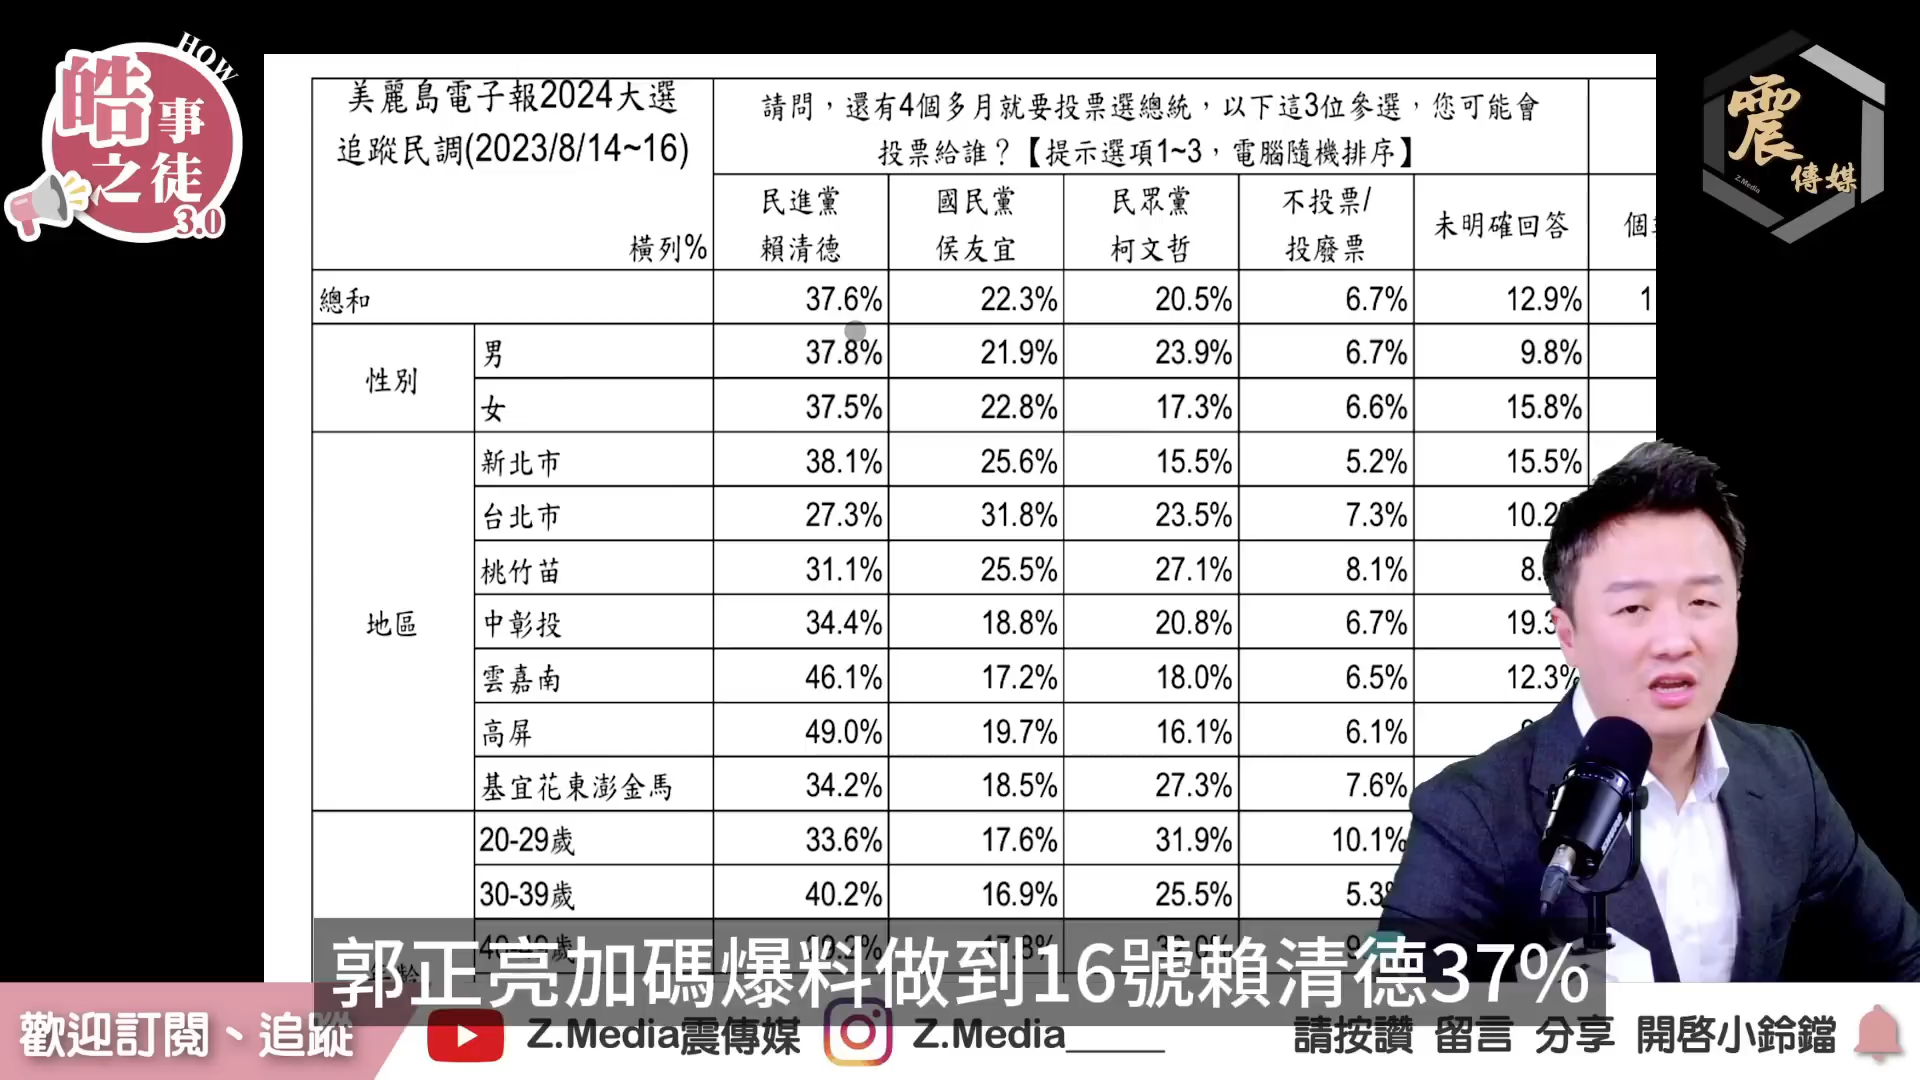 HOW
皓事之徒
3.0
震傳媒
Z.Media
美麗島電子報2024大選
追蹤民調(2023/8/14~16)
橫列%
請問，還有4個多月就要投票選總統，以下這3位參選，您可能會
投票給誰？【提示選項1~3，電腦隨機排序】
民進黨 賴清德 國民黨 侯友宜 民眾黨 柯文哲 不投票/投廢票 未明確回答
總和 37.6% 22.3% 20.5% 6.7% 12.9% 1
性別
男 37.8% 21.9% 23.9% 6.7% 9.8%
女 37.5% 22.8% 17.3% 6.6% 15.8%
地區
新北市 38.1% 25.6% 15.5% 5.2% 15.5%
台北市 27.3% 31.8% 23.5% 7.3% 10.2
桃竹苗 31.1% 25.5% 27.1% 8.1% 8.
中彰投 34.4% 18.8% 20.8% 6.7% 19.3
雲嘉南 46.1% 17.2% 18.0% 6.5% 12.3%
高屏 49.0% 19.7% 16.1% 6.1%
基宜花東澎金馬 34.2% 18.5% 27.3% 7.6%
20-29歲 33.6% 17.6% 31.9% 10.1%
30-39歲 40.2% 16.9% 25.5% 5.3
郭正亮加碼爆料做到16號賴清德37%
歡迎訂閱、追蹤 Z.Media震傳媒 Z.Media_____ 請按讚 留言 分享 開啓小鈴鐺